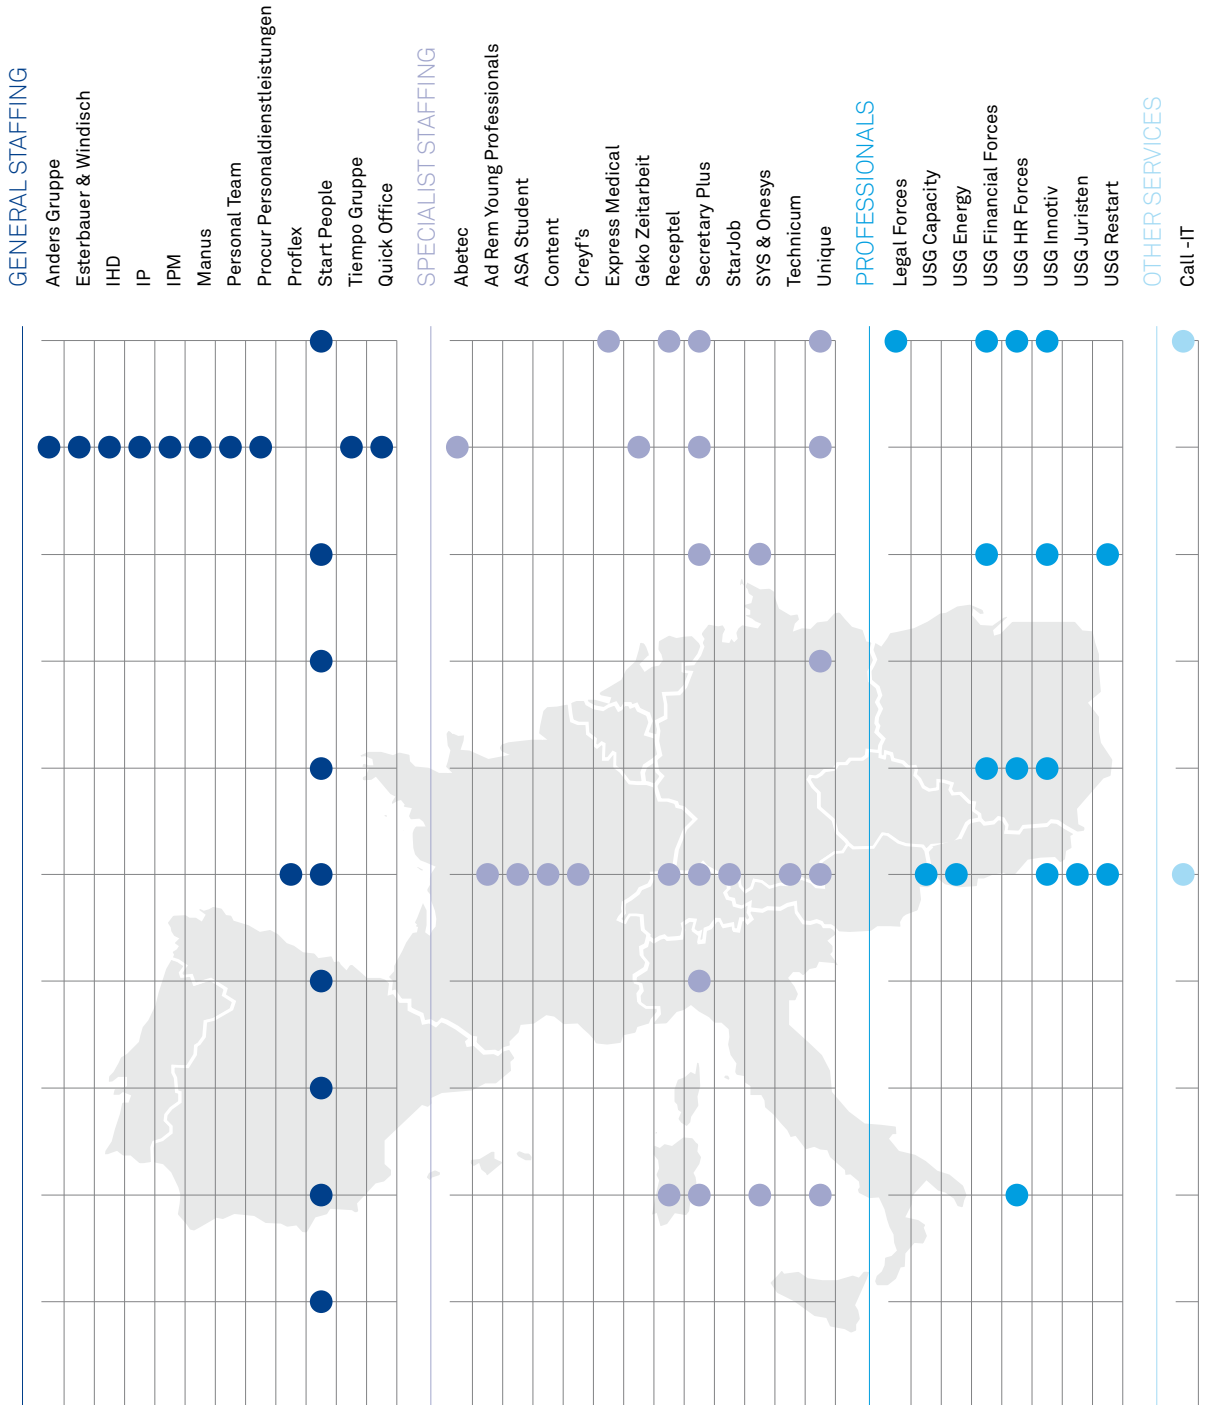 GENERAL STAFFING
Anders Gruppe
Esterbauer & Windisch
IHD
IP
IPM
Manus
Personal Team
Procur Personaldienstleistungen
Proflex
Start People
Tiempo Gruppe
Quick Office
SPECIALIST STAFFING
Abetec
Ad Rem Young Professionals
ASA Student
Content
Creyf's
Express Medical
Geko Zeitarbeit
Receptel
Secretary Plus
StarJob
SYS & Onesys
Technicum
Unique
PROFESSIONALS
Legal Forces
USG Capacity
USG Energy
USG Financial Forces
USG HR Forces
USG Innotiv
USG Juristen
USG Restart
OTHER SERVICES
Call -IT